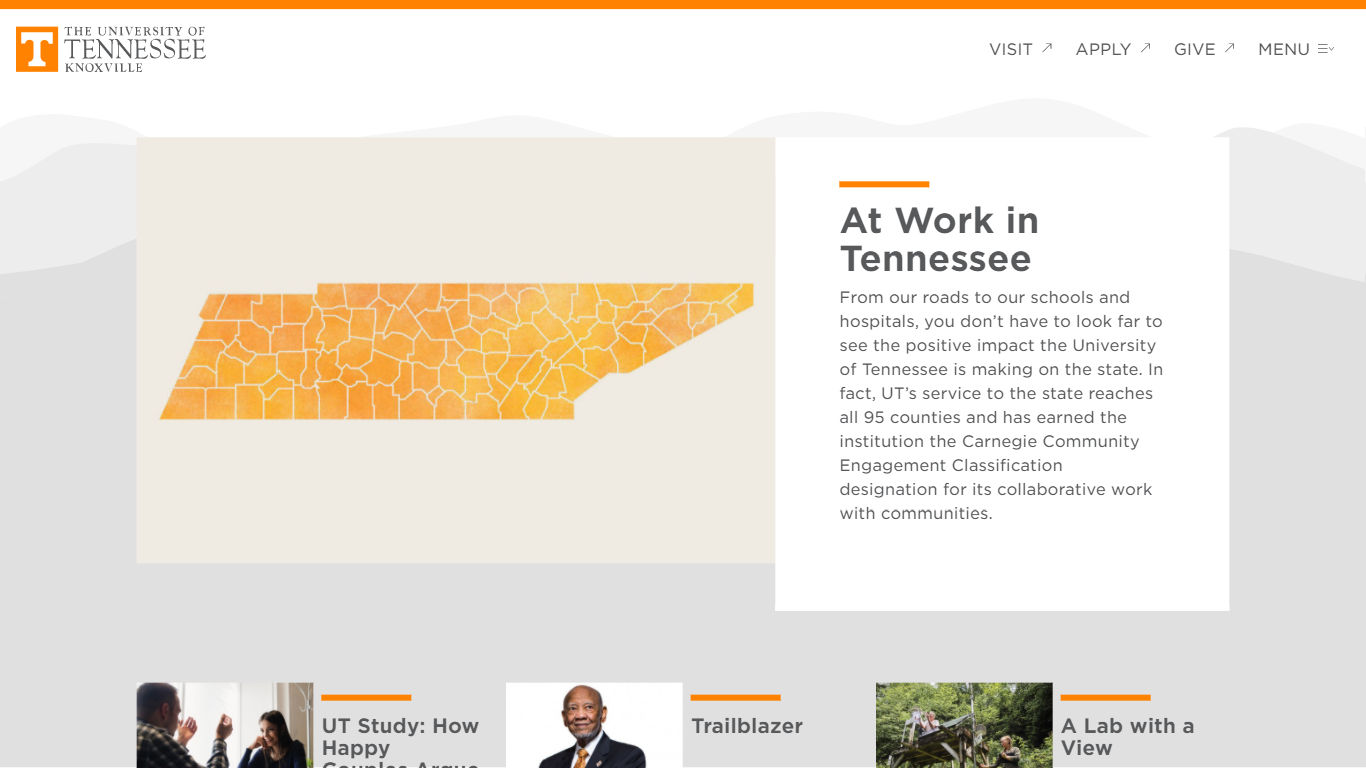 THE UNIVERSITY OF
TENNESSEE
KNOXVILLE
VISIT
APPLY
GIVE
MENU
At Work in
Tennessee
From our roads to our schools and
hospitals, you don’t have to look far to
see the positive impact the University
of Tennessee is making on the state. In
fact, UT’s service to the state reaches
all 95 counties and has earned the
institution the Carnegie Community
Engagement Classification
designation for its collaborative work
with communities.
UT Study: How
Happy
Couples Argue
Trailblazer
A Lab with a
View